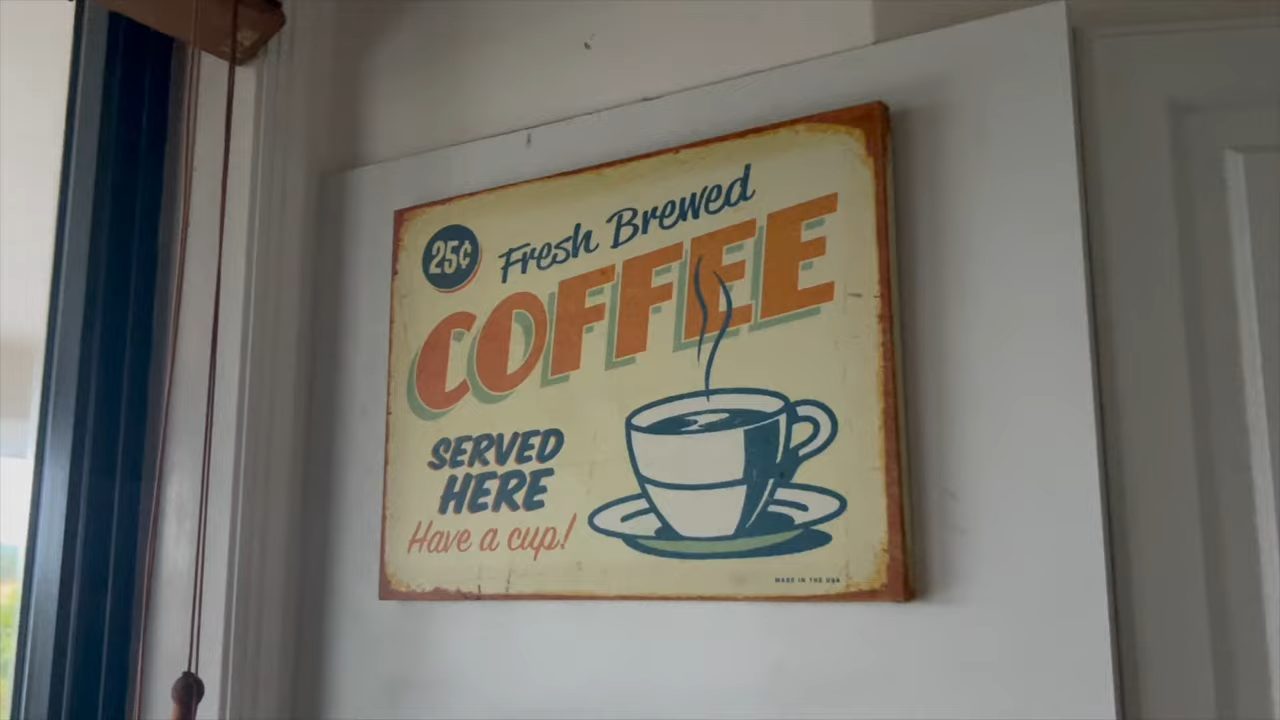 25¢
Fresh Brewed
COFFEE
SERVED
HERE
Have a cup!
MADE IN THE USA